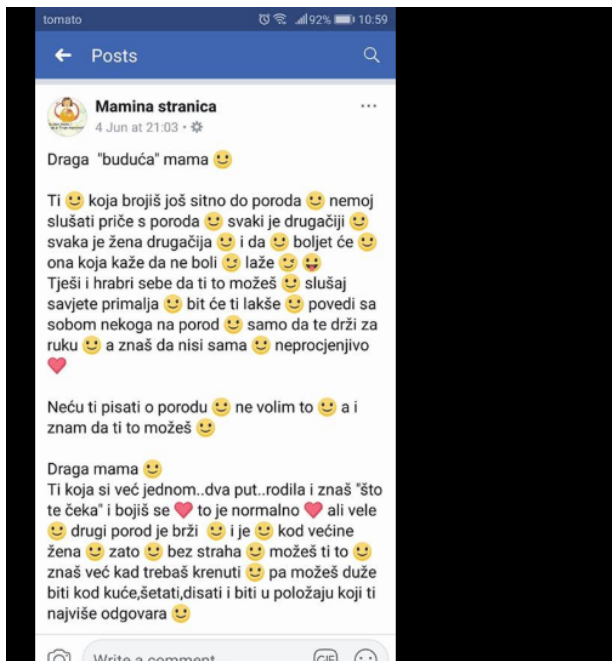 tomato 92% 10:59
Posts
Mamina stranica
4 Jun at 21:03
Draga "buduća" mama 🙂
Ti 🙂 koja brojiš još sitno do poroda 🙂 nemoj
slušati priče s poroda 🙂 svaki je drugačiji 🙂
svaka je žena drugačija 🙂 i da 🙂 boljet će 🙂
ona koja kaže da ne boli 😉 laže 😉 😜
Tješi i hrabri sebe da ti to možeš 🙂 slušaj
savjete primalja 🙂 bit će ti lakše 🙂 povedi sa
sobom nekoga na porod 🙂 samo da te drži za
ruku 🙂 a znaš da nisi sama 🙂 neprocjenjivo
❤️
Neću ti pisati o porodu 🙂 ne volim to 🙂 a i
znam da ti to možeš 🙂
Draga mama 🙂
Ti koja si već jednom..dva put..rodila i znaš "što
te čeka" i bojiš se ❤️ to je normalno ❤️ ali vele
🙂 drugi porod je brži 🙂 i je 🙂 kod većine
žena 🙂 zato 🙂 bez straha 🙂 možeš ti to 🙂
znaš već kad trebaš krenuti 🙂 pa možeš duže
biti kod kuće,šetati,disati i biti u položaju koji ti
najviše odgovara 🙂
Write a comment
GIF